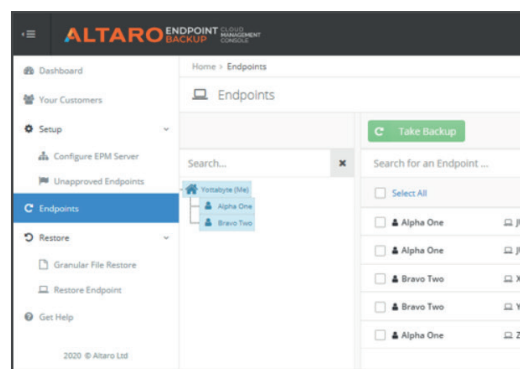 ALTARO ENDPOINT BACKUP CLOUD MANAGEMENT CONSOLE
Dashboard
Your Customers
Setup
Configure EPM Server
Unapproved Endpoints
Endpoints
Restore
Granular File Restore
Restore Endpoint
Get Help
2020 © Altaro Ltd
Home > Endpoints
Endpoints
Search...
Yottabyte (Me)
Alpha One
Bravo Two
Take Backup
Search for an Endpoint ...
Select All
Alpha One
Alpha One
Bravo Two
Bravo Two
Alpha One